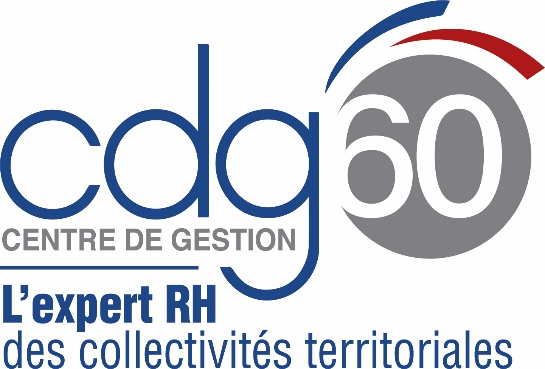 cdg60
CENTRE DE GESTION
L'expert RH
des collectivités territoriales